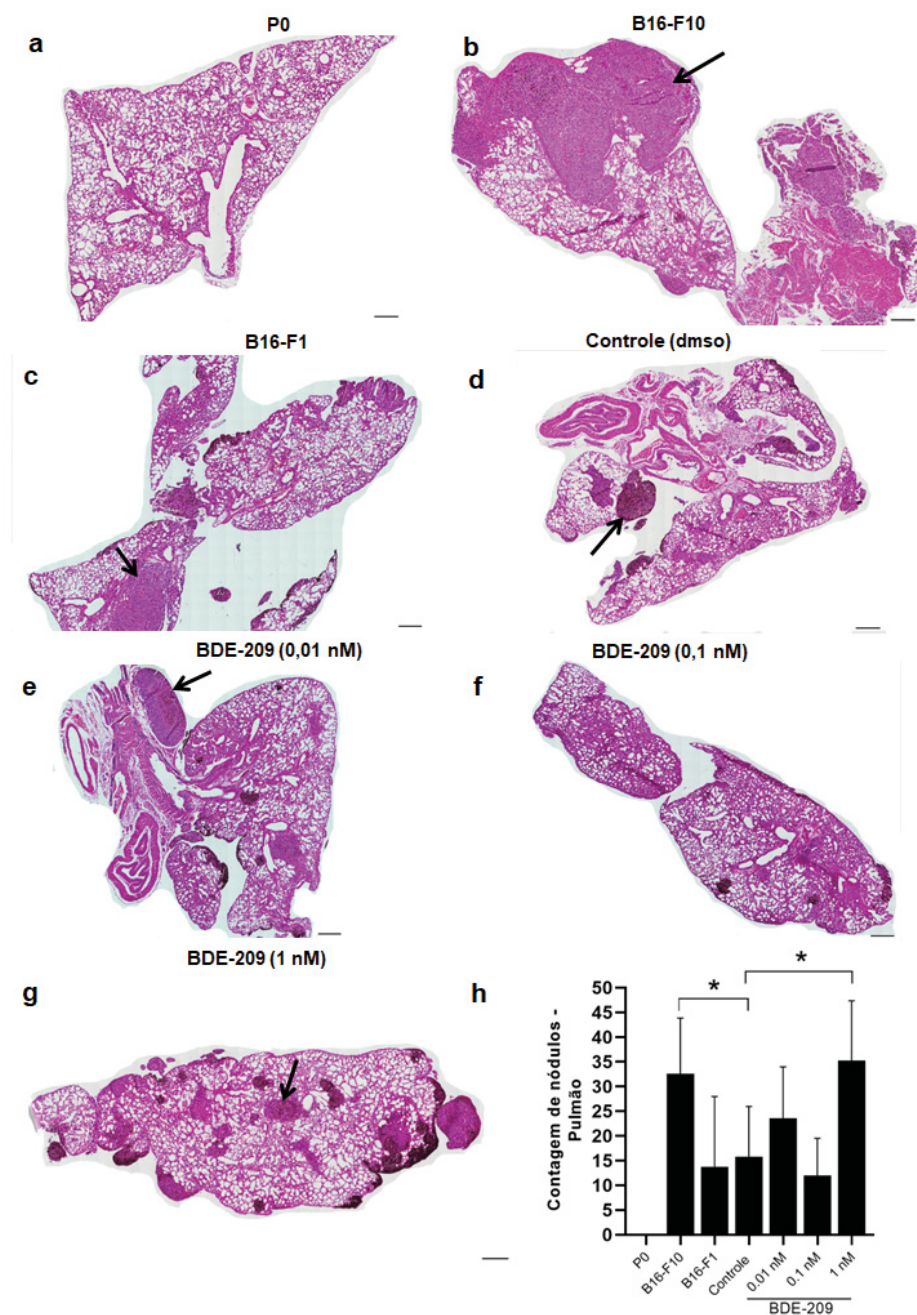 P0
a
B16-F10
b
B16-F1
c
Controle (dmso)
d
BDE-209 (0,01 nM)
e
BDE-209 (0,1 nM)
f
BDE-209 (1 nM)
g
h
*
*
Contagem de nódulos -
Pulmão
50
45
40
35
30
25
20
15
10
5
0
P0
B16-F10
B16-F1
Controle
0.01 nM
0.1 nM
1 nM
BDE-209